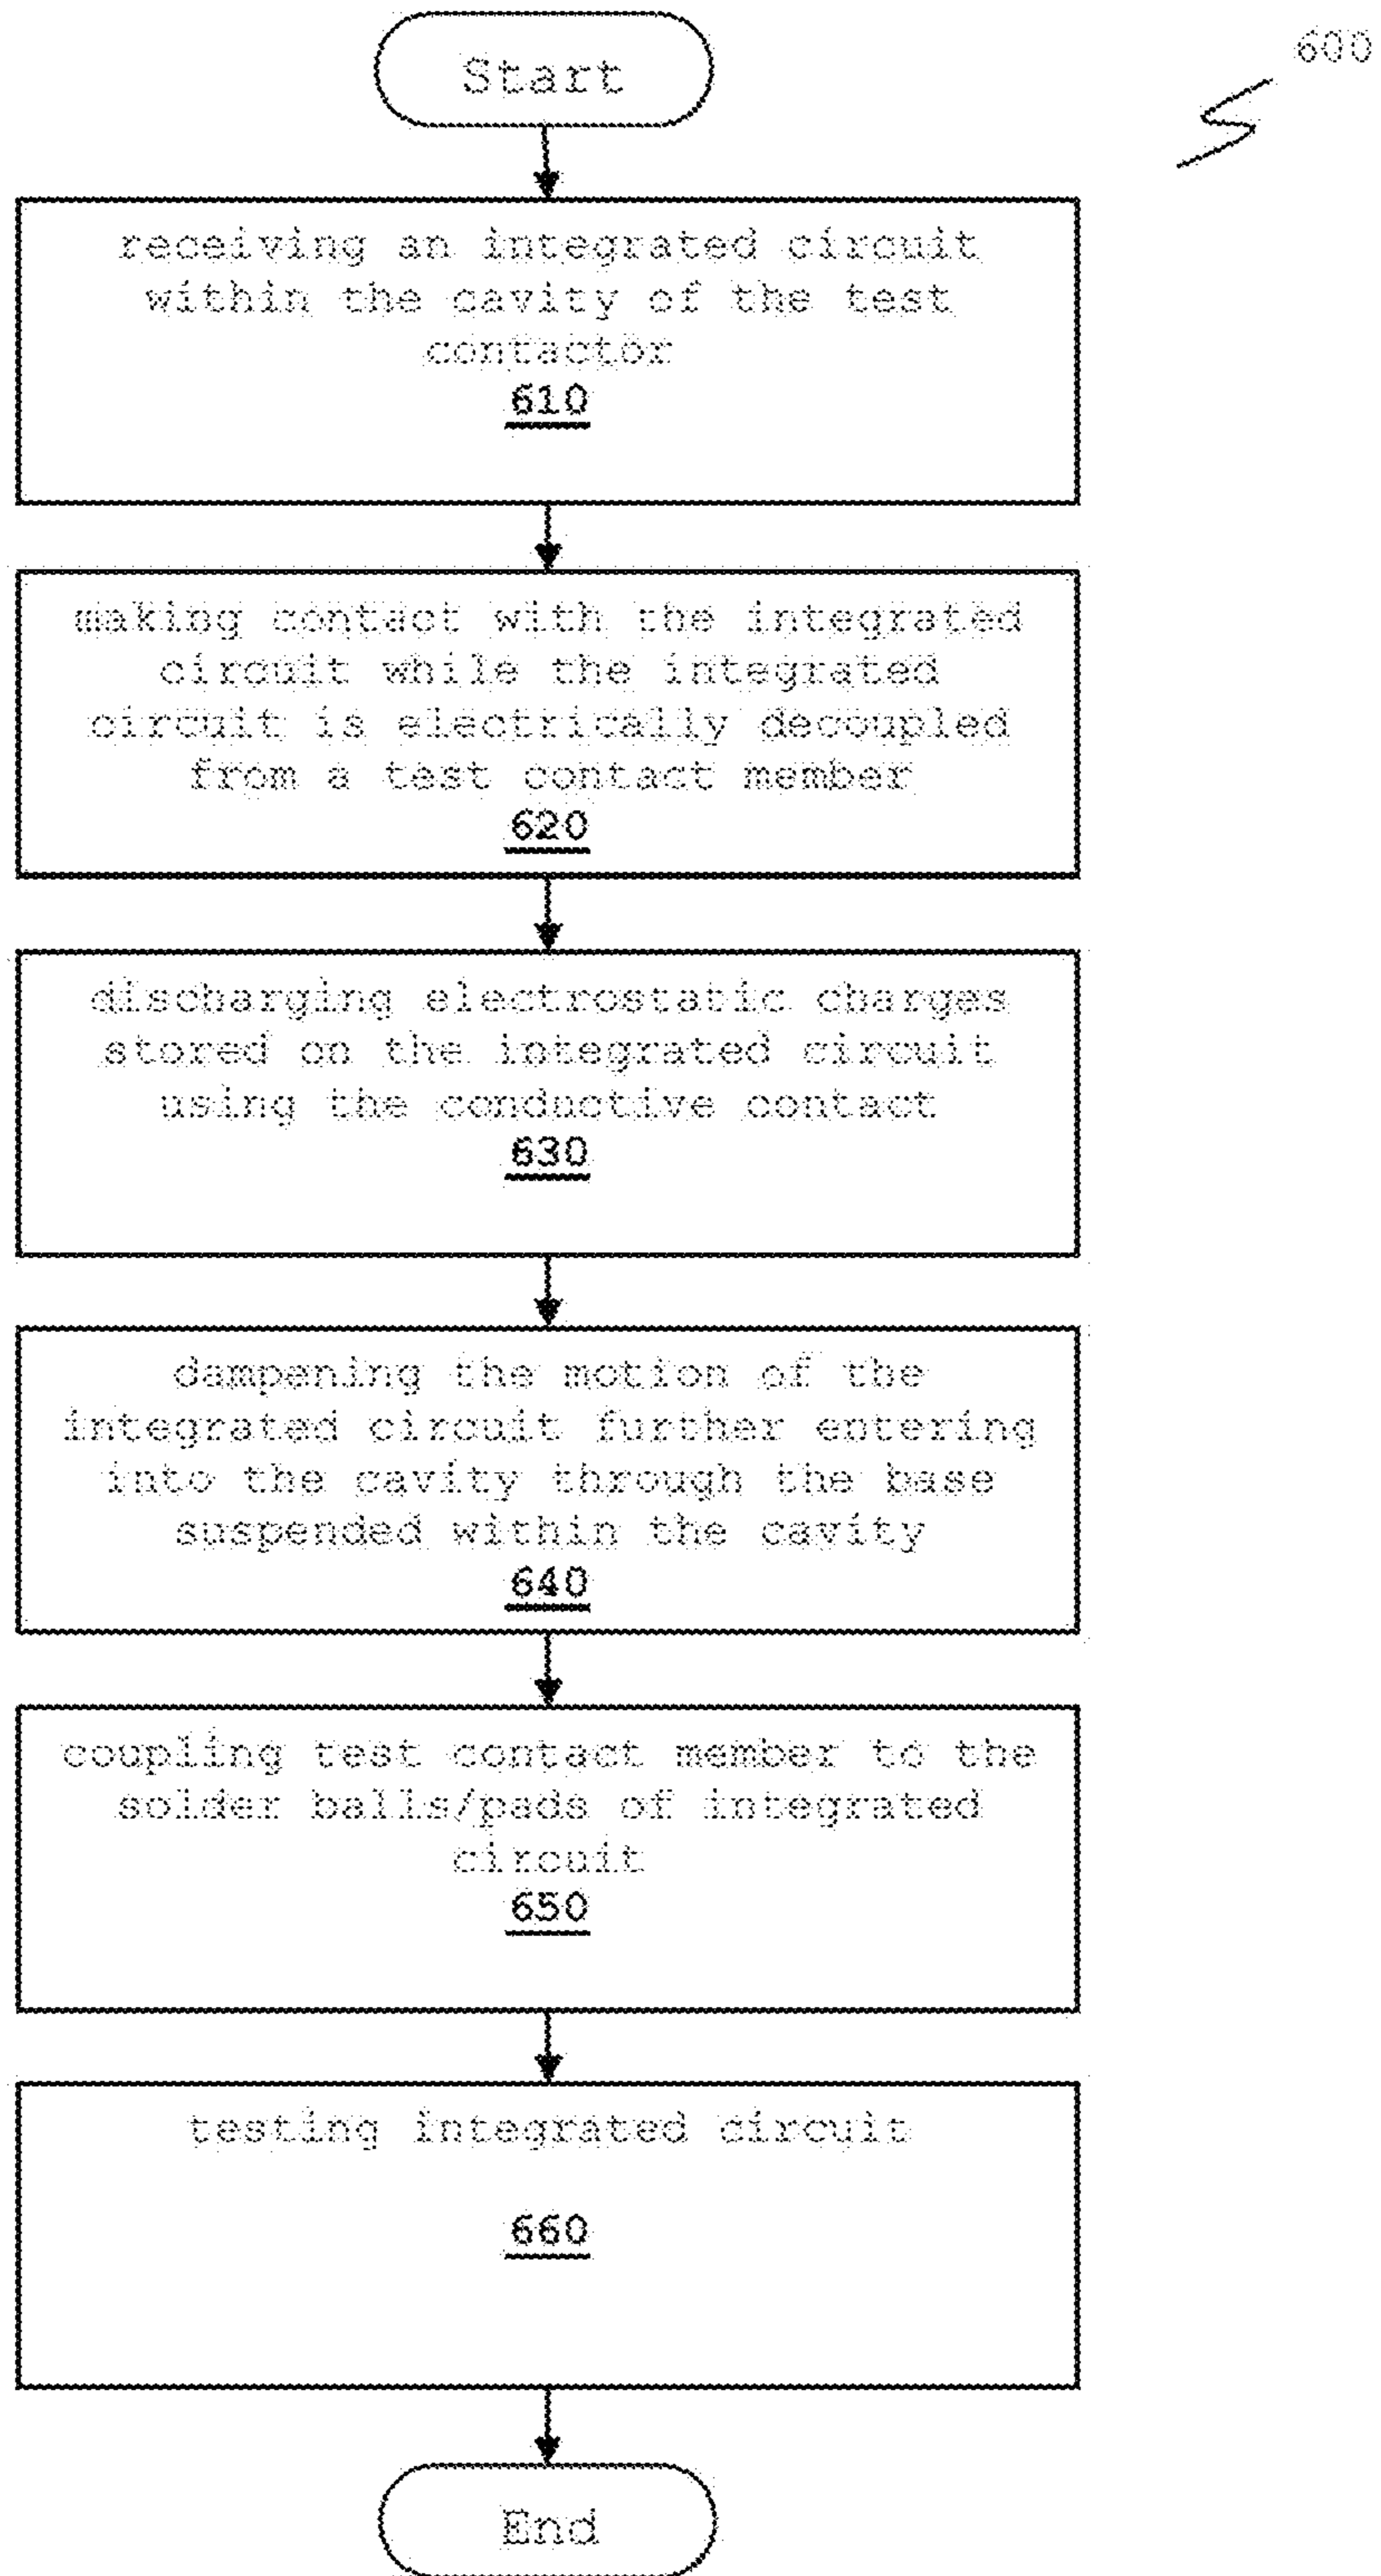 Start
600
receiving an integrated circuit
within the cavity of the test
contactor
610
making contact with the integrated
circuit while the integrated
circuit is electrically decoupled
from a test contact member
620
discharging electrostatic charges
stored on the integrated circuit
using the conductive contact
630
dampening the motion of the
integrated circuit further entering
into the cavity through the base
suspended within the cavity
640
coupling test contact member to the
solder balls/pads of integrated
circuit
650
testing integrated circuit
660
End